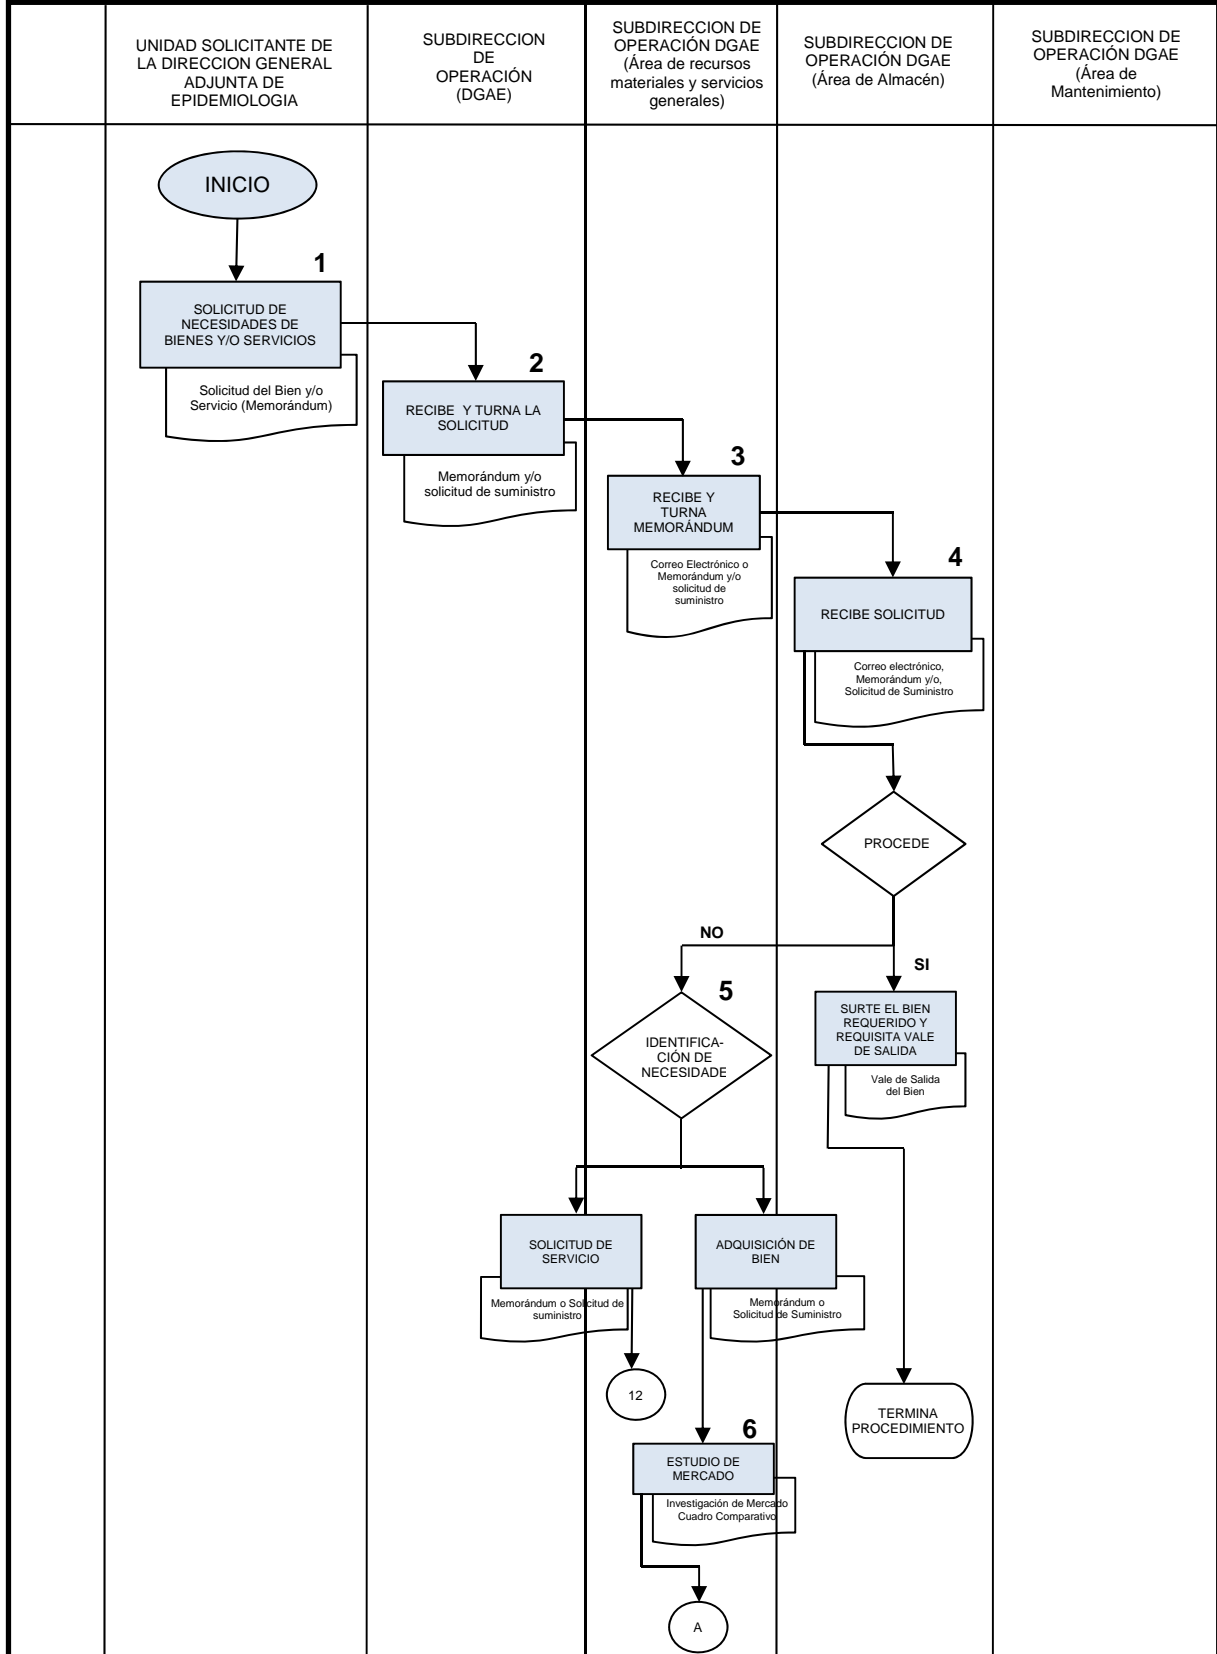 UNIDAD SOLICITANTE DE
LA DIRECCION GENERAL
ADJUNTA DE
EPIDEMIOLOGIA
SUBDIRECCION
DE
OPERACIÓN
(DGAE)
SUBDIRECCION DE
OPERACIÓN DGAE
(Área de recursos
materiales y servicios
generales)
SUBDIRECCION DE
OPERACIÓN DGAE
(Área de Almacén)
SUBDIRECCION DE
OPERACIÓN DGAE
(Área de
Mantenimiento)
INICIO
1
SOLICITUD DE
NECESIDADES DE
BIENES Y/O SERVICIOS
Solicitud del Bien y/o
Servicio (Memorándum)
2
RECIBE Y TURNA LA
SOLICITUD
Memorándum y/o
solicitud de suministro
3
RECIBE Y
TURNA
MEMORÁNDUM
Correo Electrónico o
Memorándum y/o
solicitud de
suministro
4
RECIBE SOLICITUD
Correo electrónico,
Memorándum y/o,
Solicitud de Suministro
PROCEDE
NO
SI
5
IDENTIFICA-
CIÓN DE
NECESIDADE
SURTE EL BIEN
REQUERIDO Y
REQUISITA VALE
DE SALIDA
Vale de Salida
del Bien
SOLICITUD DE
SERVICIO
Memorándum o Solicitud de
suministro
ADQUISICIÓN DE
BIEN
Memorándum o
Solicitud de Suministro
12
TERMINA
PROCEDIMIENTO
6
ESTUDIO DE
MERCADO
Investigación de Mercado
Cuadro Comparativo
A